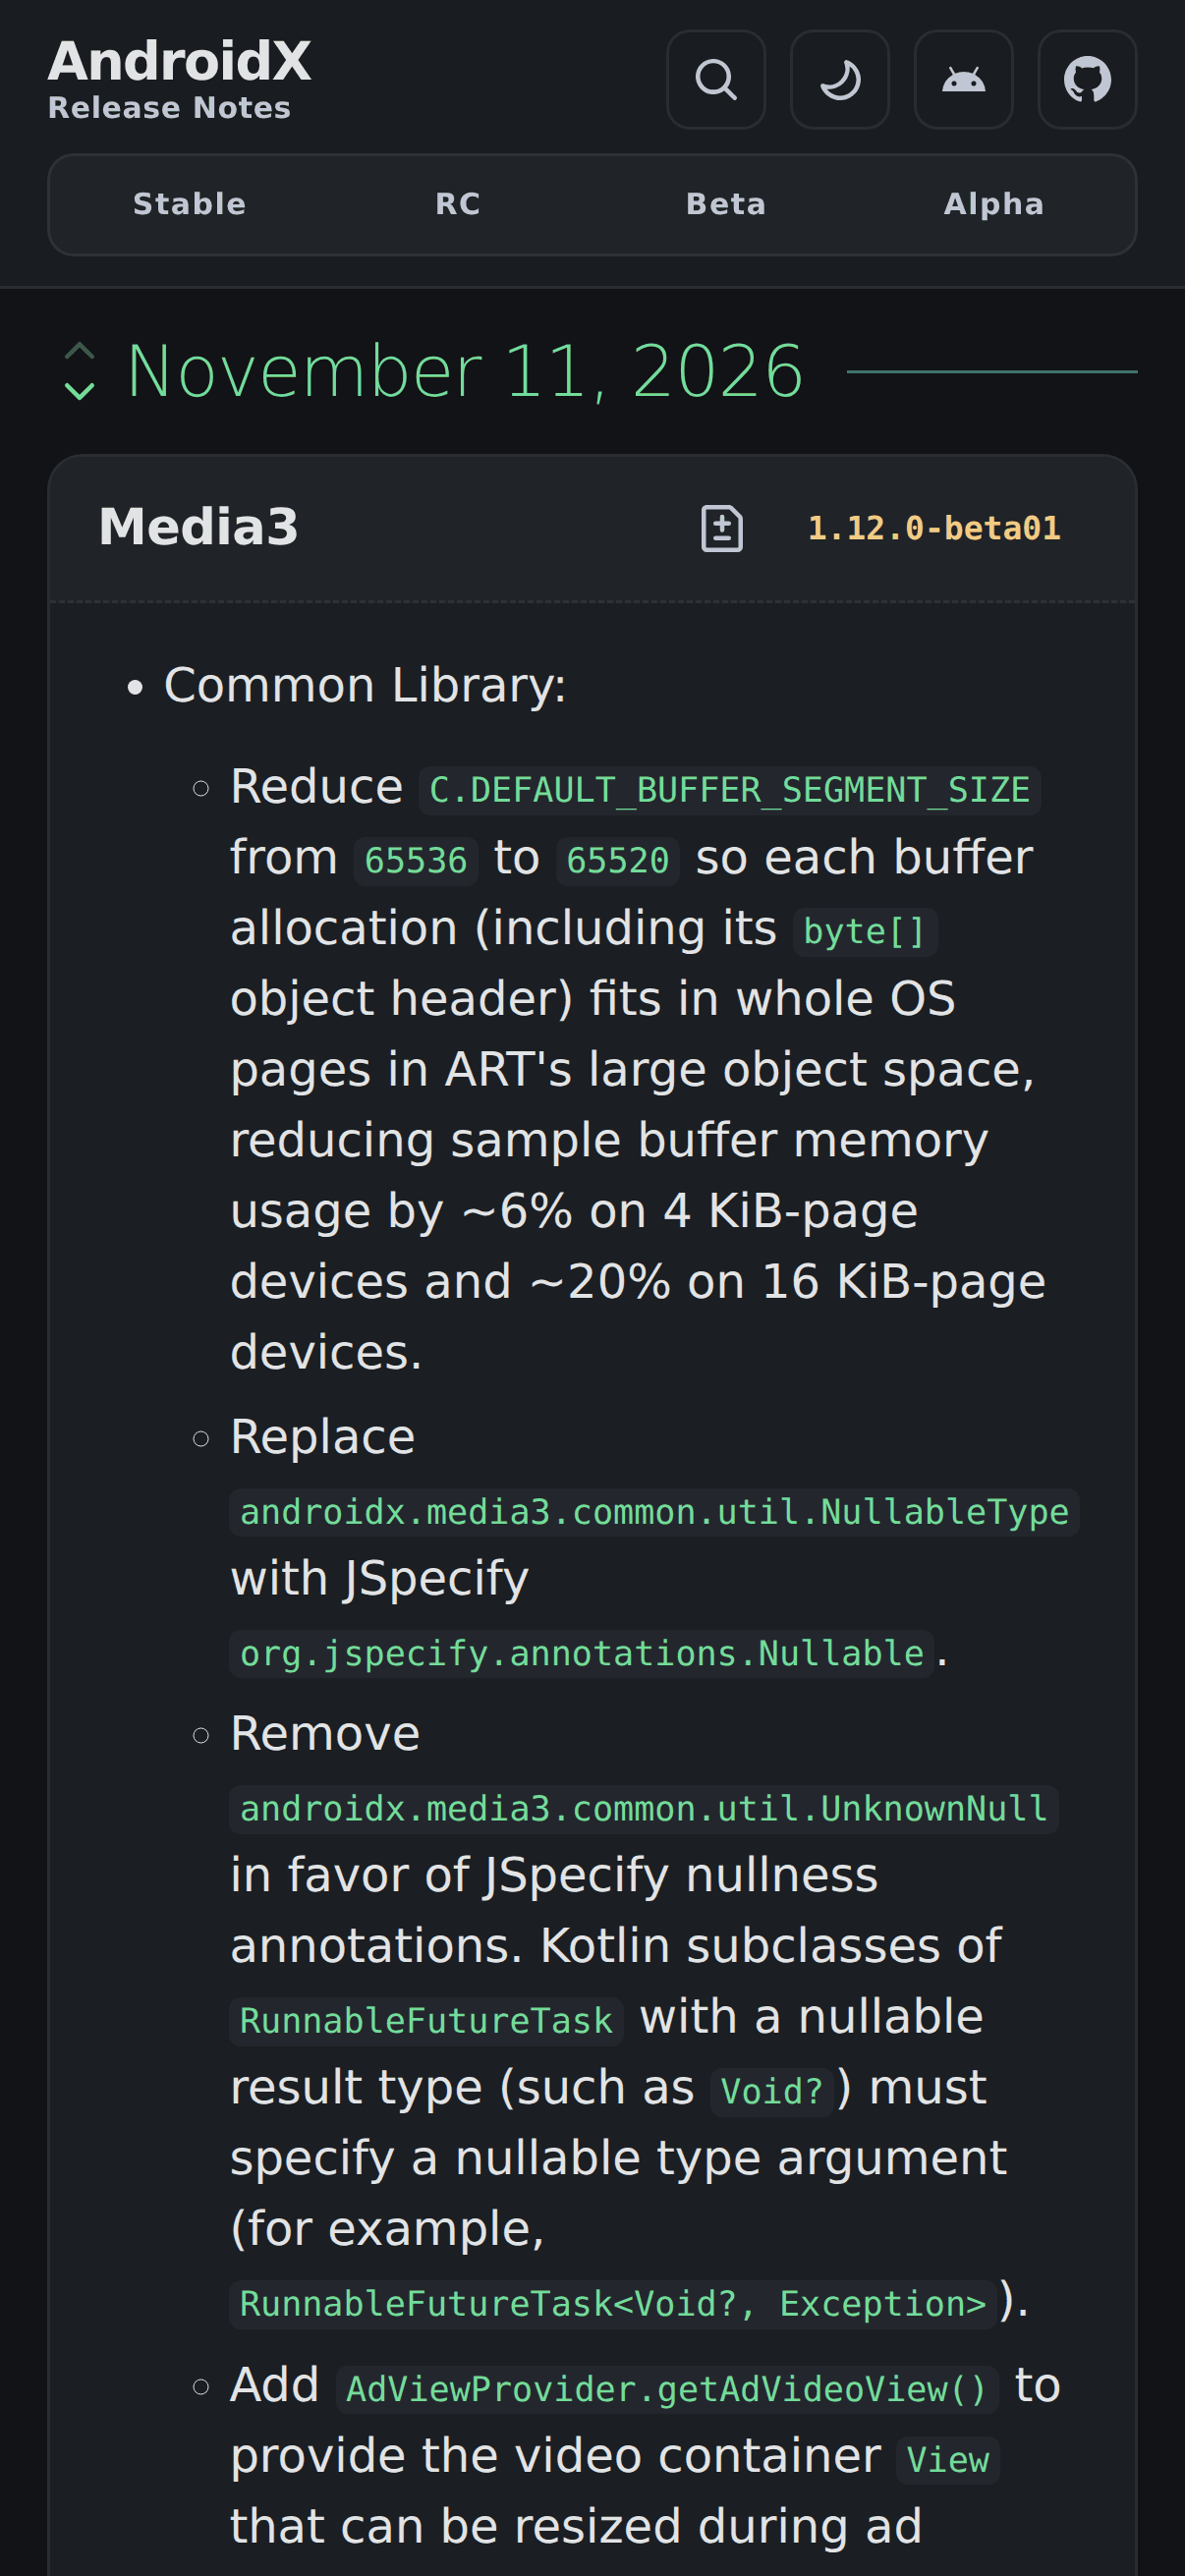 AndroidX
Release Notes
Stable RC Beta Alpha
November 11, 2026
Media3 1.12.0-beta01
• Common Library:
◦ Reduce C.DEFAULT_BUFFER_SEGMENT_SIZE
from 65536 to 65520 so each buffer
allocation (including its byte[]
object header) fits in whole OS
pages in ART's large object space,
reducing sample buffer memory
usage by ~6% on 4 KiB-page
devices and ~20% on 16 KiB-page
devices.
◦ Replace
androidx.media3.common.util.NullableType
with JSpecify
org.jspecify.annotations.Nullable.
◦ Remove
androidx.media3.common.util.UnknownNull
in favor of JSpecify nullness
annotations. Kotlin subclasses of
RunnableFutureTask with a nullable
result type (such as Void?) must
specify a nullable type argument
(for example,
RunnableFutureTask<Void?, Exception>).
◦ Add AdViewProvider.getAdVideoView() to
provide the video container View
that can be resized during ad